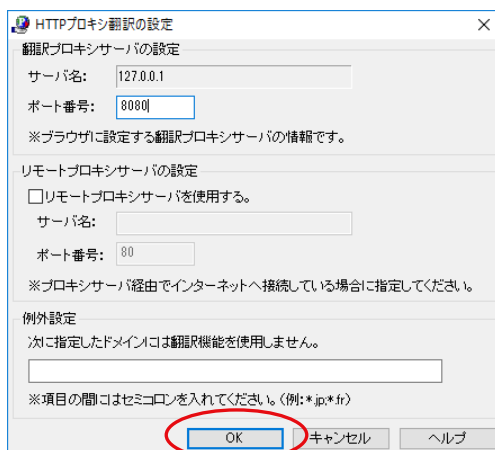 HTTPプロキシ翻訳の設定
翻訳プロキシサーバの設定
サーバ名: 127.0.0.1
ポート番号: 8080
※ブラウザに設定する翻訳プロキシサーバの情報です。
リモートプロキシサーバの設定
リモートプロキシサーバを使用する。
サーバ名:
ポート番号: 80
※プロキシサーバ経由でインターネットへ接続している場合に指定してください。
例外設定
次に指定したドメインには翻訳機能を使用しません。
※項目の間にはセミコロンを入れてください。(例:*.jp;*.fr)
OK キャンセル ヘルプ